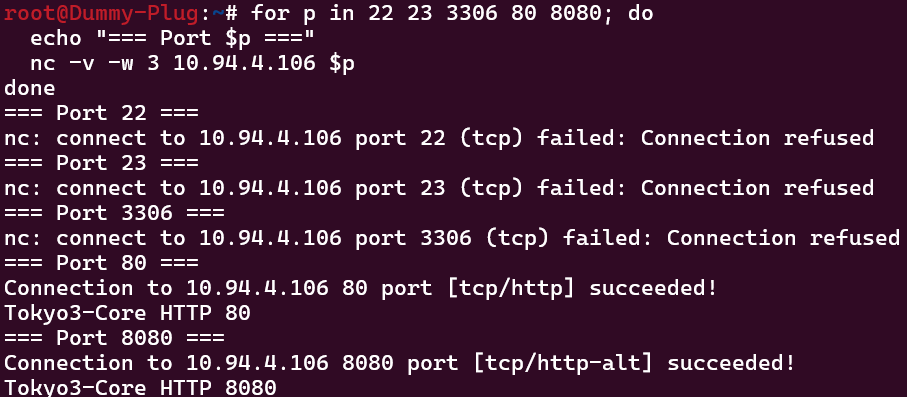 root@Dummy-Plug:~# for p in 22 23 3306 80 8080; do
  echo "=== Port $p ==="
  nc -v -w 3 10.94.4.106 $p
done
=== Port 22 ===
nc: connect to 10.94.4.106 port 22 (tcp) failed: Connection refused
=== Port 23 ===
nc: connect to 10.94.4.106 port 23 (tcp) failed: Connection refused
=== Port 3306 ===
nc: connect to 10.94.4.106 port 3306 (tcp) failed: Connection refused
=== Port 80 ===
Connection to 10.94.4.106 80 port [tcp/http] succeeded!
Tokyo3-Core HTTP 80
=== Port 8080 ===
Connection to 10.94.4.106 8080 port [tcp/http-alt] succeeded!
Tokyo3-Core HTTP 8080